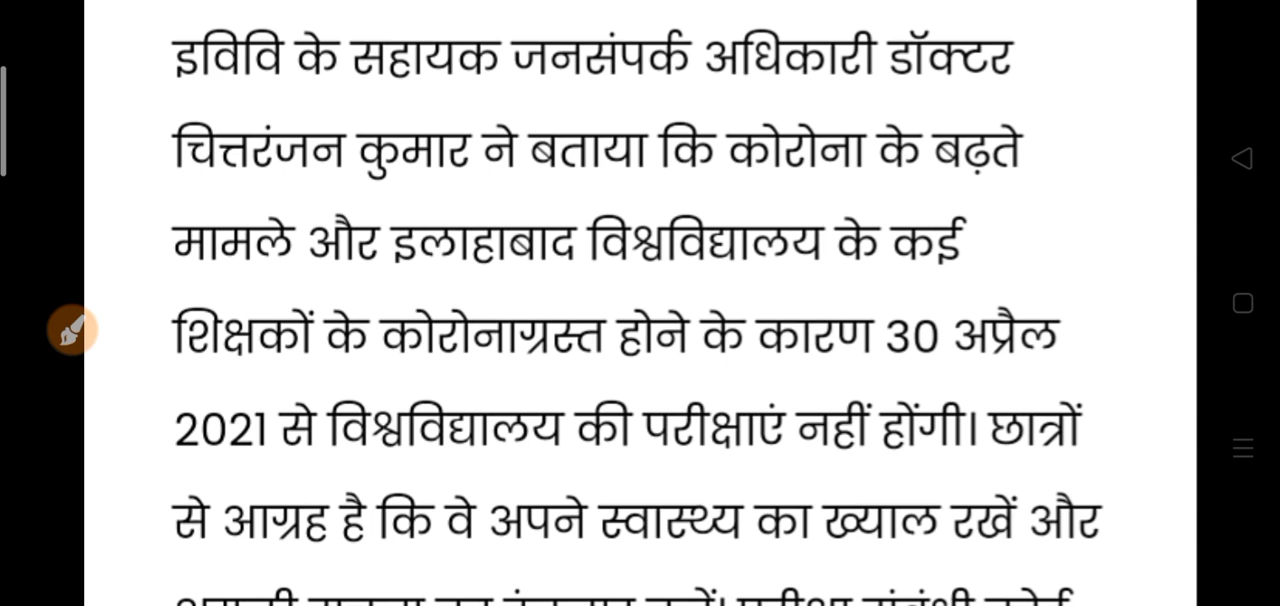 इविवि के सहायक जनसंपर्क अधिकारी डॉक्टर
चित्तरंजन कुमार ने बताया कि कोरोना के बढ़ते
मामले और इलाहाबाद विश्वविद्यालय के कई
शिक्षकों के कोरोनाग्रस्त होने के कारण 30 अप्रैल
2021 से विश्वविद्यालय की परीक्षाएं नहीं होंगी। छात्रों
से आग्रह है कि वे अपने स्वास्थ्य का ख्याल रखें और